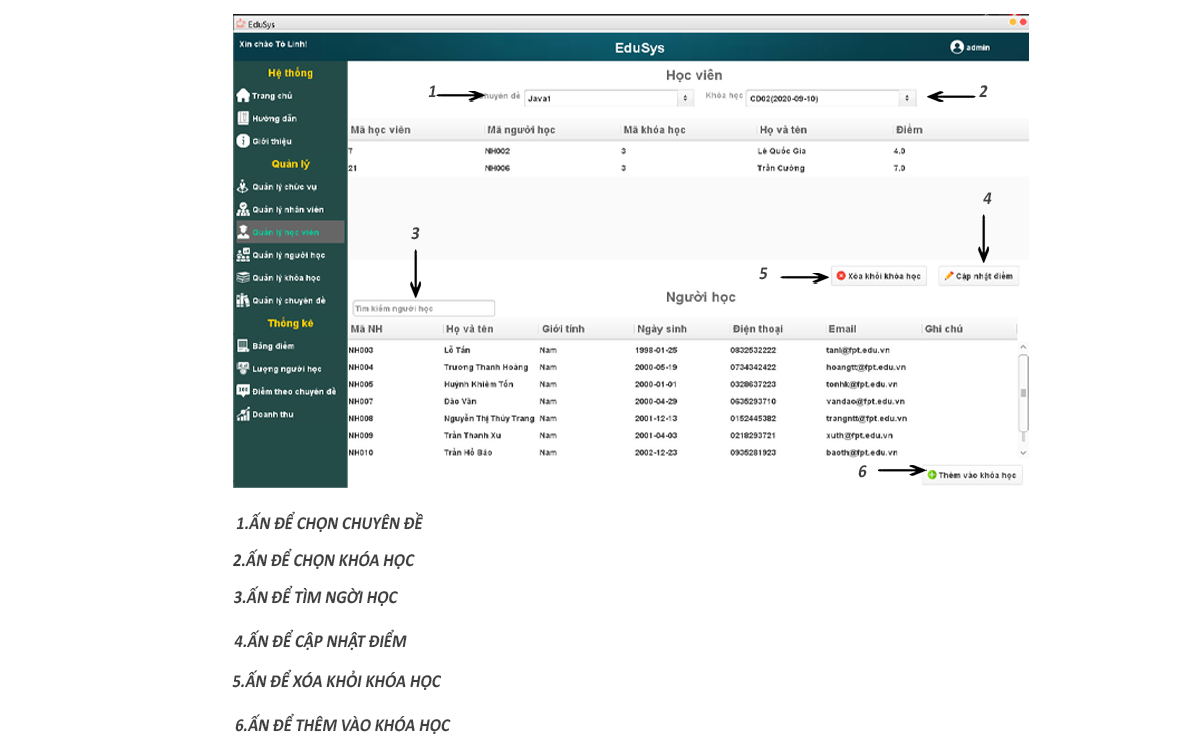 EduSys
Xin chào Tô Linh!
EduSys
admin
Hệ thống
Trang chủ
Hướng dẫn
Giới thiệu
Quản lý
Quản lý chức vụ
Quản lý nhân viên
Quản lý học viên
Quản lý người học
Quản lý khóa học
Quản lý chuyên đề
Thống kê
Bảng điểm
Lượng người học
Điểm theo chuyên đề
Doanh thu
Học viên
1 huyên đề Java1 Khóa học CD02(2020-09-10) 2
Mã học viên Mã người học Mã khóa học Họ và tên Điểm
7 NH002 3 Lê Quốc Gia 4.0
21 NH006 3 Trần Cường 7.0
4
3
5 Xóa khỏi khóa học Cập nhật điểm
Người học
Tìm kiếm người học
Mã NH Họ và tên Giới tính Ngày sinh Điện thoại Email Ghi chú
NH003 Lỗ Tấn Nam 1998-01-25 0832532222 tanl@fpt.edu.vn
NH004 Trương Thanh Hoàng Nam 2000-05-19 0734342422 hoangtt@fpt.edu.vn
NH005 Huỳnh Khiêm Tốn Nam 2000-01-01 0328637223 tonhk@fpt.edu.vn
NH007 Đào Văn Nam 2000-04-29 0635293710 vandao@fpt.edu.vn
NH008 Nguyễn Thị Thùy Trang Nam 2001-12-13 0152445382 trangntt@fpt.edu.vn
NH009 Trần Thanh Xu Nam 2001-04-03 0218293721 xuth@fpt.edu.vn
NH010 Trần Hố Bão Nam 2002-12-23 0935281923 baoth@fpt.edu.vn
6 Thêm vào khóa học
1.ẤN ĐỂ CHỌN CHUYÊN ĐỀ
2.ẤN ĐỂ CHỌN KHÓA HỌC
3.ẤN ĐỂ TÌM NGỜI HỌC
4.ẤN ĐỂ CẬP NHẬT ĐIỂM
5.ẤN ĐỂ XÓA KHỎI KHÓA HỌC
6.ẤN ĐỂ THÊM VÀO KHÓA HỌC